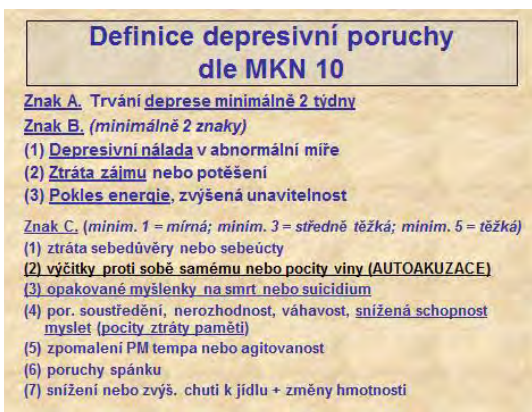 Definice depresivní poruchy
dle MKN 10
Znak A. Trvání deprese minimálně 2 týdny
Znak B. (minimálně 2 znaky)
(1) Depresivní nálada v abnormální míře
(2) Ztráta zájmu nebo potěšení
(3) Pokles energie, zvýšená unavitelnost
Znak C. (minim. 1 = mírná; minim. 3 = středně těžká; minim. 5 = těžká)
(1) ztráta sebedůvěry nebo sebeúcty
(2) výčitky proti sobě samému nebo pocity viny (AUTOAKUZACE)
(3) opakované myšlenky na smrt nebo suicidium
(4) por. soustředění, nerozhodnost, váhavost, snížená schopnost
myslet (pocity ztráty paměti)
(5) zpomalení PM tempa nebo agitovanost
(6) poruchy spánku
(7) snížení nebo zvýš. chuti k jídlu + změny hmotnosti